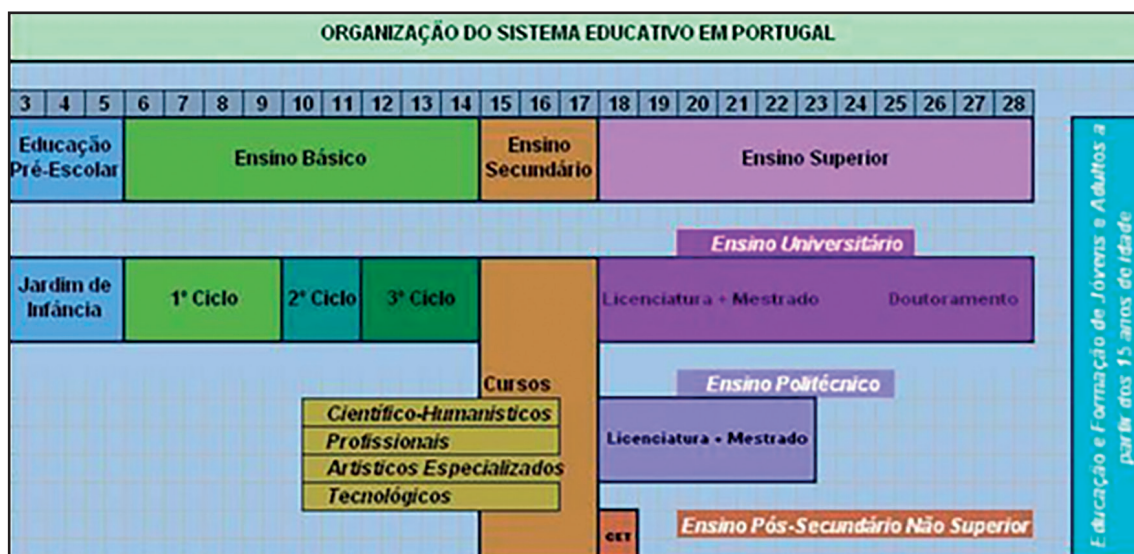 ORGANIZAÇÃO DO SISTEMA EDUCATIVO EM PORTUGAL
3 4 5 6 7 8 9 10 11 12 13 14 15 16 17 18 19 20 21 22 23 24 25 26 27 28
Educação
Pré-Escolar
Ensino Básico
Ensino
Secundário
Ensino Superior
Ensino Universitário
Jardim de
Infância
1º Ciclo
2º Ciclo
3º Ciclo
Licenciatura + Mestrado
Doutoramento
Cursos
Ensino Politécnico
Científico-Humanísticos
Profissionais
Artísticos Especializados
Tecnológicos
Licenciatura + Mestrado
CET
Ensino Pós-Secundário Não Superior
Educação e Formação de Jóvens e Adultos a
partir dos 15 anos de Idade